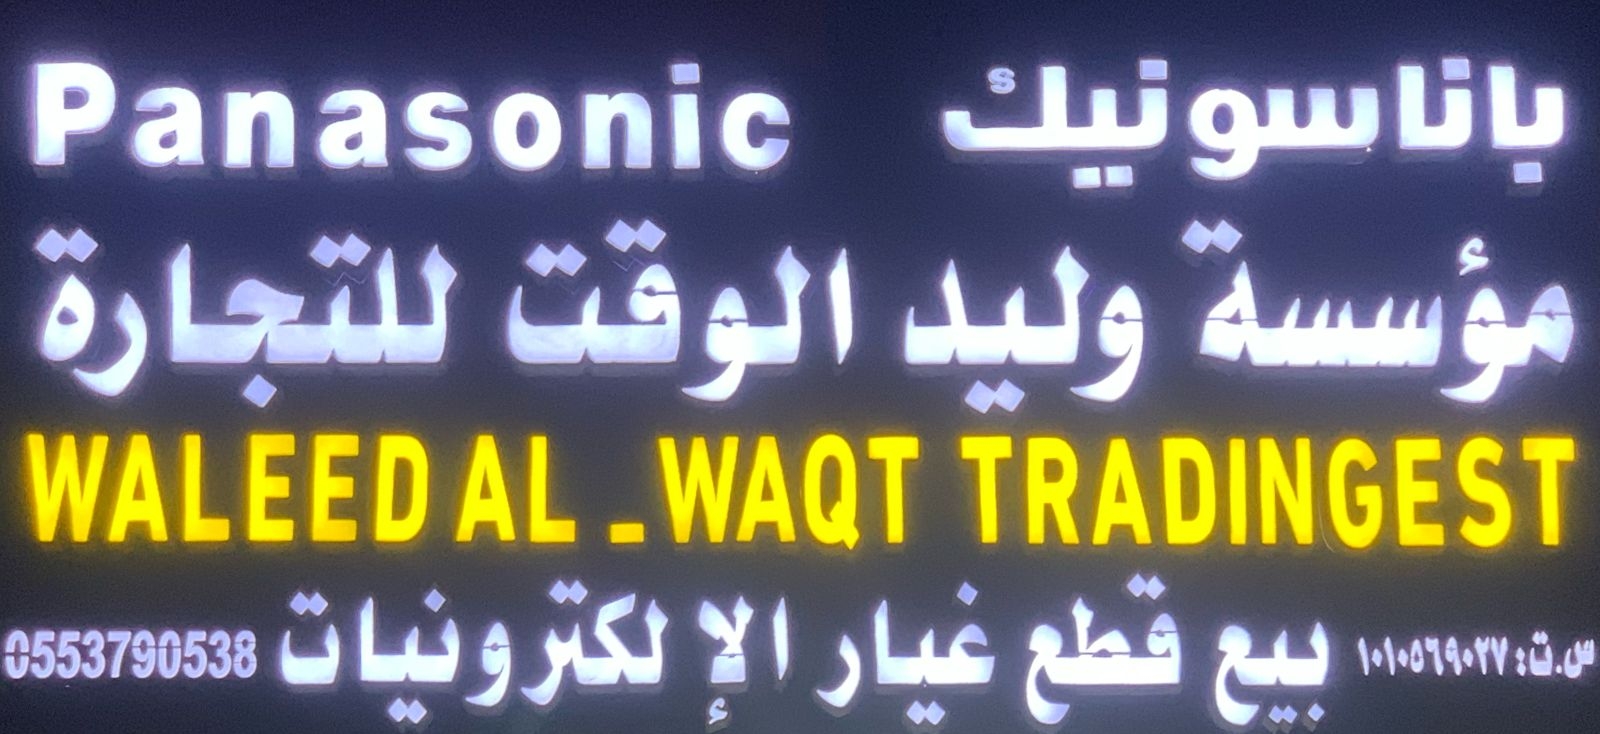 Panasonic باناسونيك
مؤسسة وليد الوقت للتجارة
WALEED AL _ WAQT TRADINGEST
س.ت: ١٠١٠٥٦٩٠٢٧ بيع قطع غيار الإلكترونيات 0553790538